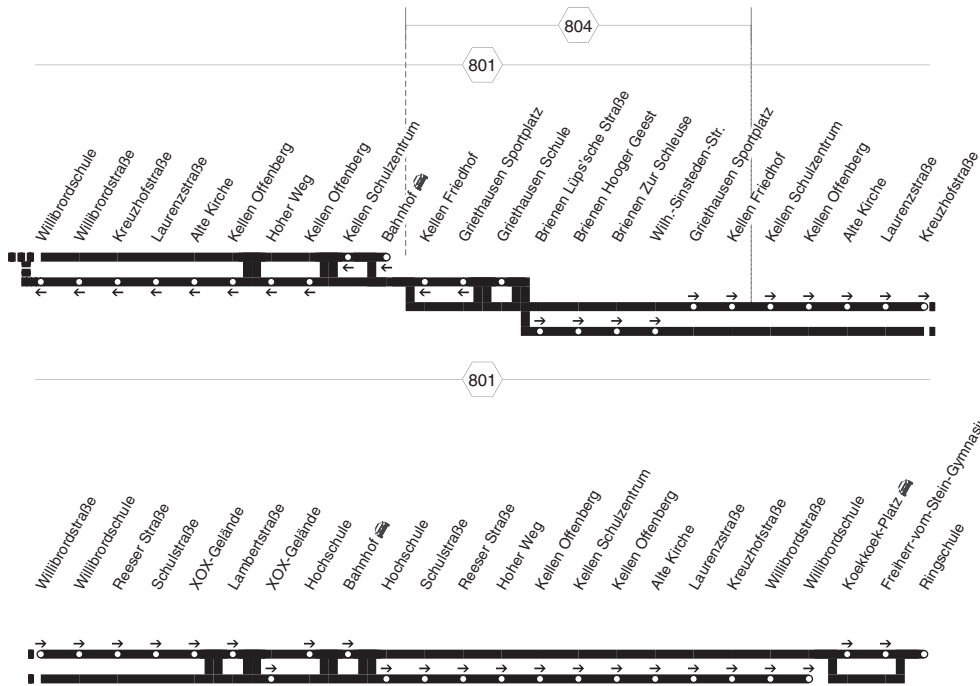 804
801
Willibrordschule
Willibrordstraße
Kreuzhofstraße
Laurenzstraße
Alte Kirche
Kellen Offenberg
Hoher Weg
Kellen Offenberg
Kellen Schulzentrum
Bahnhof
Kellen Friedhof
Griethausen Sportplatz
Griethausen Schule
Brienen Lüps'sche Straße
Brienen Hooger Geest
Brienen Zur Schleuse
Wilh.-Sinsteden-Str.
Griethausen Sportplatz
Kellen Friedhof
Kellen Schulzentrum
Kellen Offenberg
Alte Kirche
Laurenzstraße
Kreuzhofstraße
801
Willibrordstraße
Willibrordschule
Reeser Straße
Schulstraße
XOX-Gelände
Lambertstraße
XOX-Gelände
Hochschule
Bahnhof
Hochschule
Schulstraße
Reeser Straße
Hoher Weg
Kellen Offenberg
Kellen Schulzentrum
Kellen Offenberg
Alte Kirche
Laurenzstraße
Kreuzhofstraße
Willibrordstraße
Willibrordschule
Koekkoek-Platz
Freiherr-vom-Stein-Gymnasiu
Ringschule